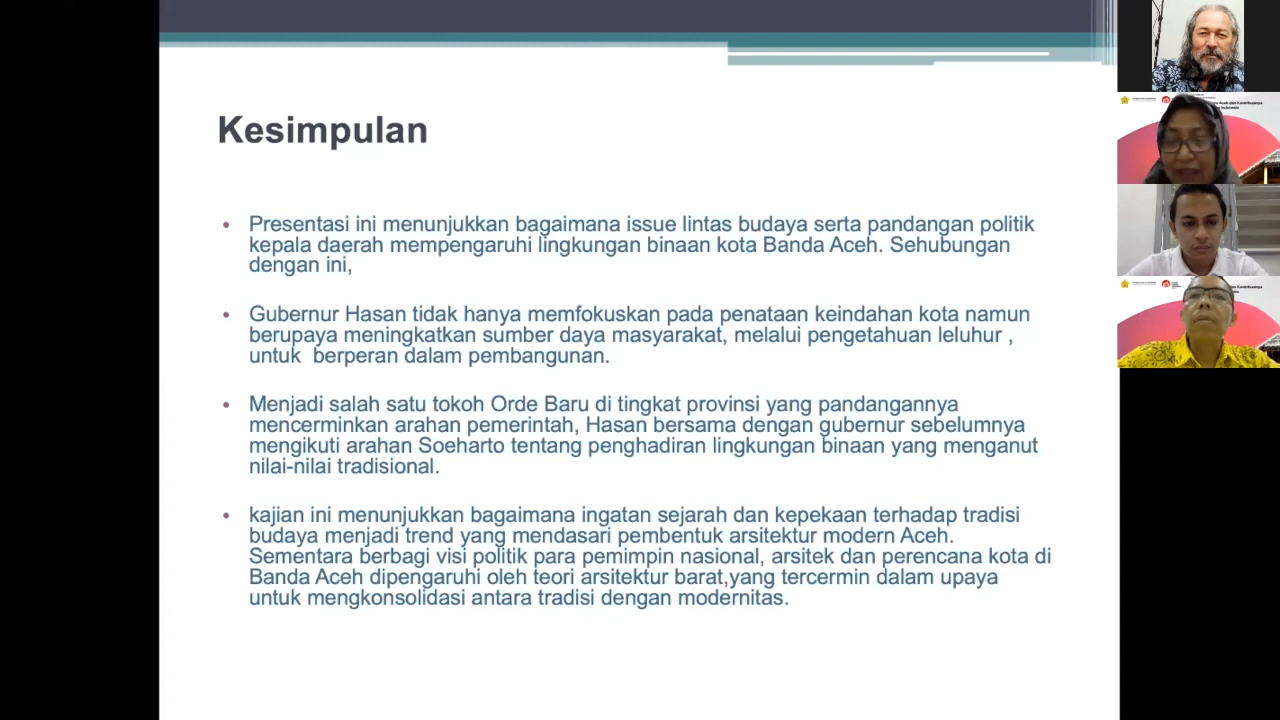 Kesimpulan
• Presentasi ini menunjukkan bagaimana issue lintas budaya serta pandangan politik
kepala daerah mempengaruhi lingkungan binaan kota Banda Aceh. Sehubungan
dengan ini,
• Gubernur Hasan tidak hanya memfokuskan pada penataan keindahan kota namun
berupaya meningkatkan sumber daya masyarakat, melalui pengetahuan leluhur ,
untuk  berperan dalam pembangunan.
• Menjadi salah satu tokoh Orde Baru di tingkat provinsi yang pandangannya
mencerminkan arahan pemerintah, Hasan bersama dengan gubernur sebelumnya
mengikuti arahan Soeharto tentang penghadiran lingkungan binaan yang menganut
nilai-nilai tradisional.
• kajian ini menunjukkan bagaimana ingatan sejarah dan kepekaan terhadap tradisi
budaya menjadi trend yang mendasari pembentuk arsitektur modern Aceh.
Sementara berbagi visi politik para pemimpin nasional, arsitek dan perencana kota di
Banda Aceh dipengaruhi oleh teori arsitektur barat,yang tercermin dalam upaya
untuk mengkonsolidasi antara tradisi dengan modernitas.
Aceh dan Kontribusinya